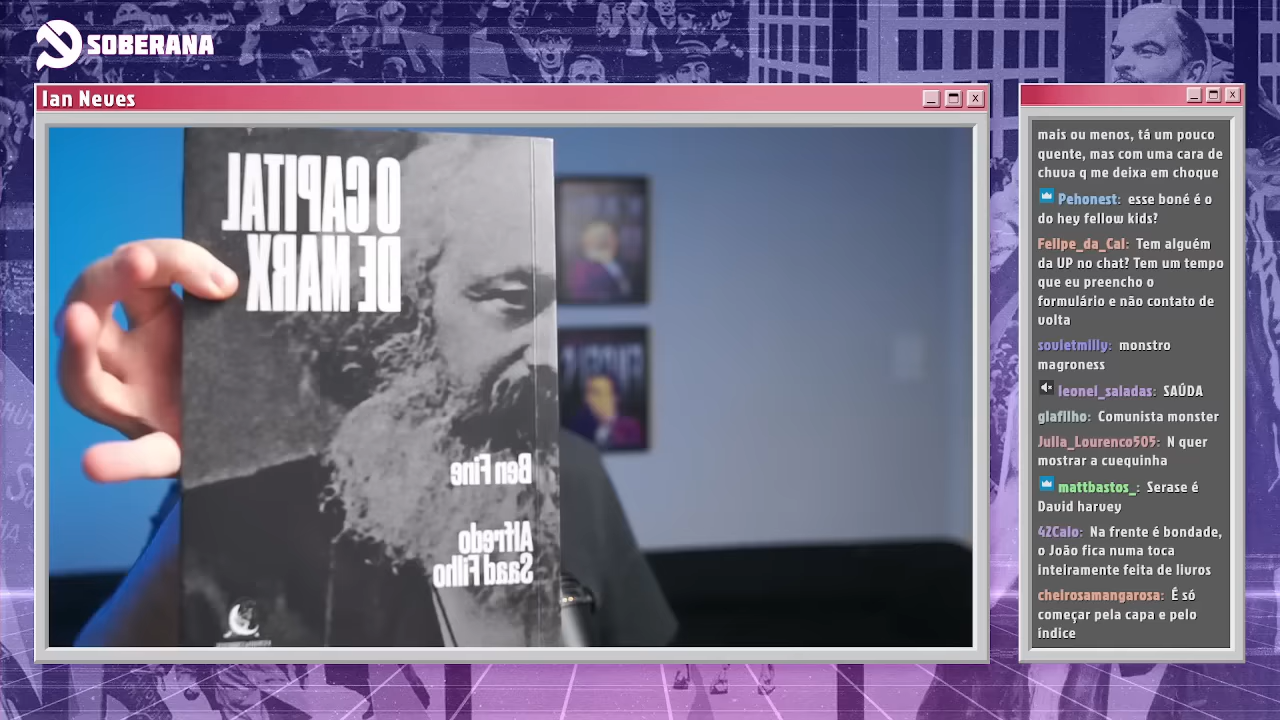 SOBERANA
Ian Neves
O CAPITAL
DE MARX
Ben Fine
Alfredo
Saad Filho
mais ou menos, tá um pouco
quente, mas com uma cara de
chuva q me deixa em choque
Pehonest: esse boné é o
do hey fellow kids?
Felipe_da_Cal: Tem alguém
da UP no chat? Tem um tempo
que eu preencho o
formulário e não contato de
volta
sovietmilly: monstro
magroness
leonel_saladas: SAÚDA
glafilho: Comunista monster
Julia_Lourenco505: N quer
mostrar a cuequinha
mattbastos_: Serase é
David harvey
42Caio: Na frente é bondade,
o João fica numa toca
inteiramente feita de livros
cheirosamangarosa: É só
começar pela capa e pelo
índice